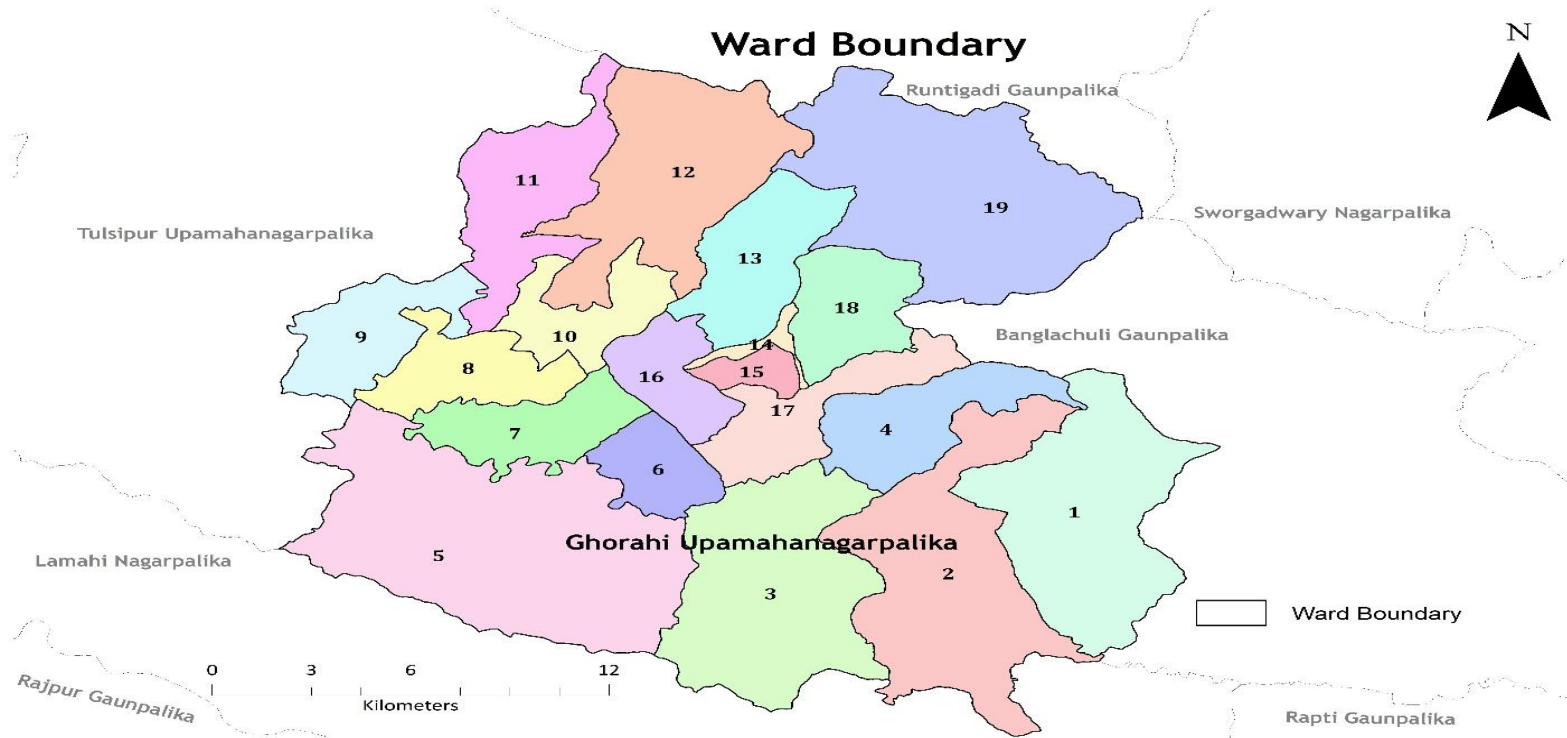 Ward Boundary
N
Runtigadi Gaunpalika
11
12
19
Sworgadwary Nagarpalika
Tulsipur Upamahanagarpalika
13
18
9
10
Banglachuli Gaunpalika
14
8
16
15
17
7
4
6
1
Ghorahi Upamahanagarpalika
5
2
Lamahi Nagarpalika
3
Ward Boundary
0 3 6 12
Kilometers
Rajpur Gaunpalika
Rapti Gaunpalika